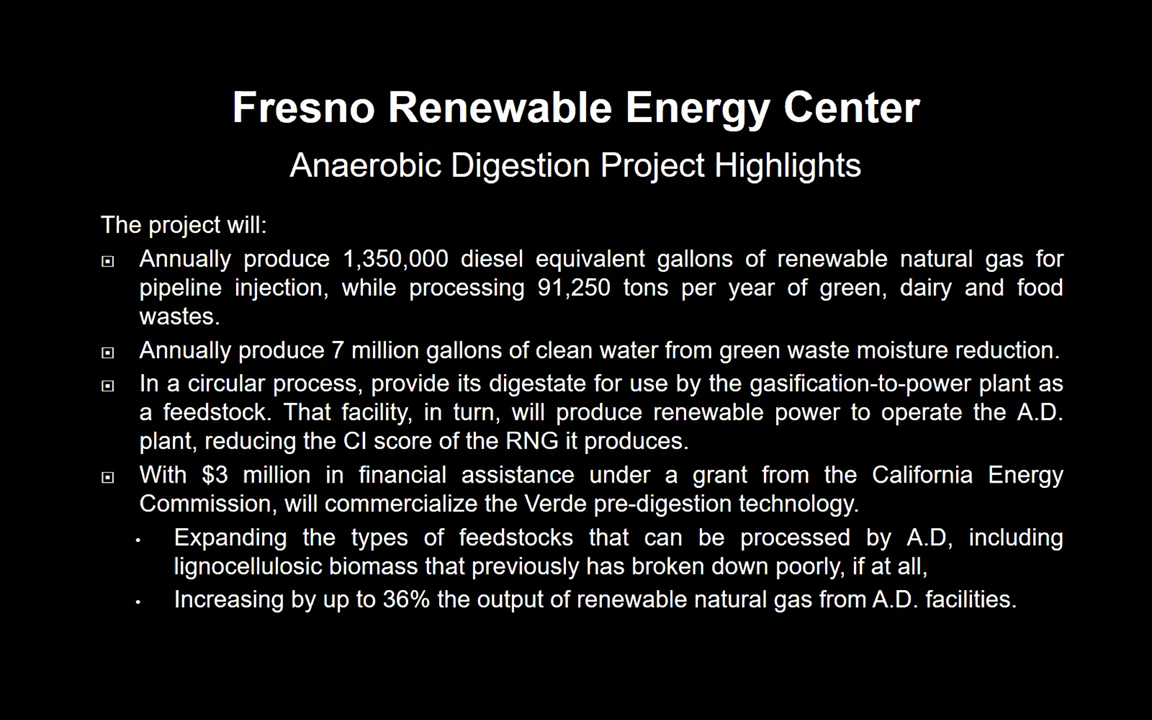 Fresno Renewable Energy Center
Anaerobic Digestion Project Highlights
The project will:
Annually produce 1,350,000 diesel equivalent gallons of renewable natural gas for
pipeline injection, while processing 91,250 tons per year of green, dairy and food
wastes.
Annually produce 7 million gallons of clean water from green waste moisture reduction.
In a circular process, provide its digestate for use by the gasification-to-power plant as
a feedstock. That facility, in turn, will produce renewable power to operate the A.D.
plant, reducing the CI score of the RNG it produces.
With $3 million in financial assistance under a grant from the California Energy
Commission, will commercialize the Verde pre-digestion technology.
Expanding the types of feedstocks that can be processed by A.D, including
lignocellulosic biomass that previously has broken down poorly, if at all,
Increasing by up to 36% the output of renewable natural gas from A.D. facilities.